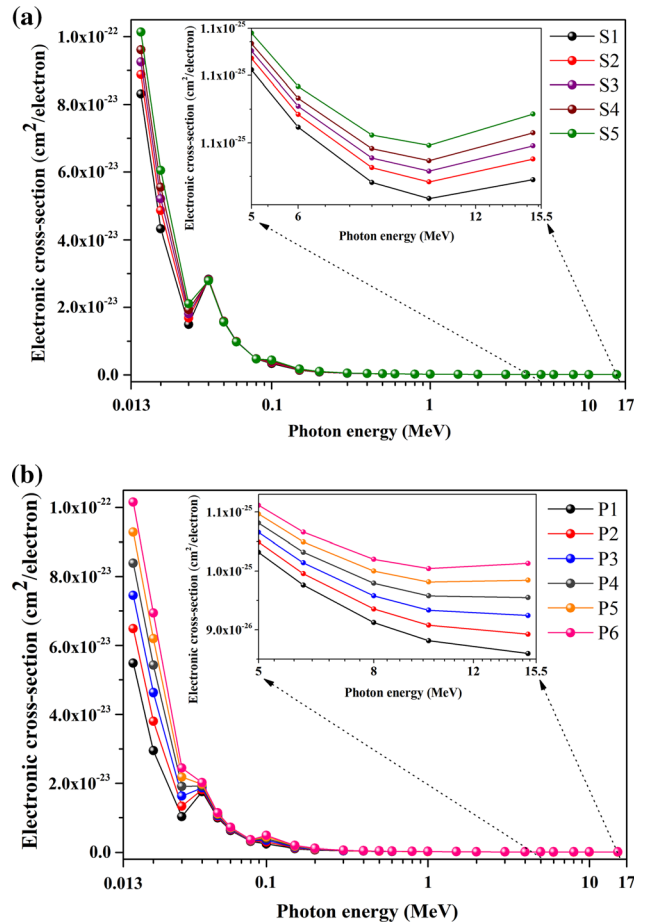 (a)
1.0x10⁻²²
8.0x10⁻²³
6.0x10⁻²³
4.0x10⁻²³
2.0x10⁻²³
0.0
Electronic cross-section (cm²/electron)
0.013
0.1
1
10
17
Photon energy (MeV)
1.1x10⁻²⁵
1.1x10⁻²⁵
1.1x10⁻²⁵
Electronic cross-section (cm²/electron)
5
6
12
15.5
Photon energy (MeV)
S1
S2
S3
S4
S5
(b)
1.0x10⁻²²
8.0x10⁻²³
6.0x10⁻²³
4.0x10⁻²³
2.0x10⁻²³
0.0
Electronic cross-section (cm²/electron)
0.013
0.1
1
10
17
Photon energy (MeV)
1.1x10⁻²⁵
1.0x10⁻²⁵
9.0x10⁻²⁶
Electronic cross-section (cm²/electron)
5
8
12
15.5
Photon energy (MeV)
P1
P2
P3
P4
P5
P6